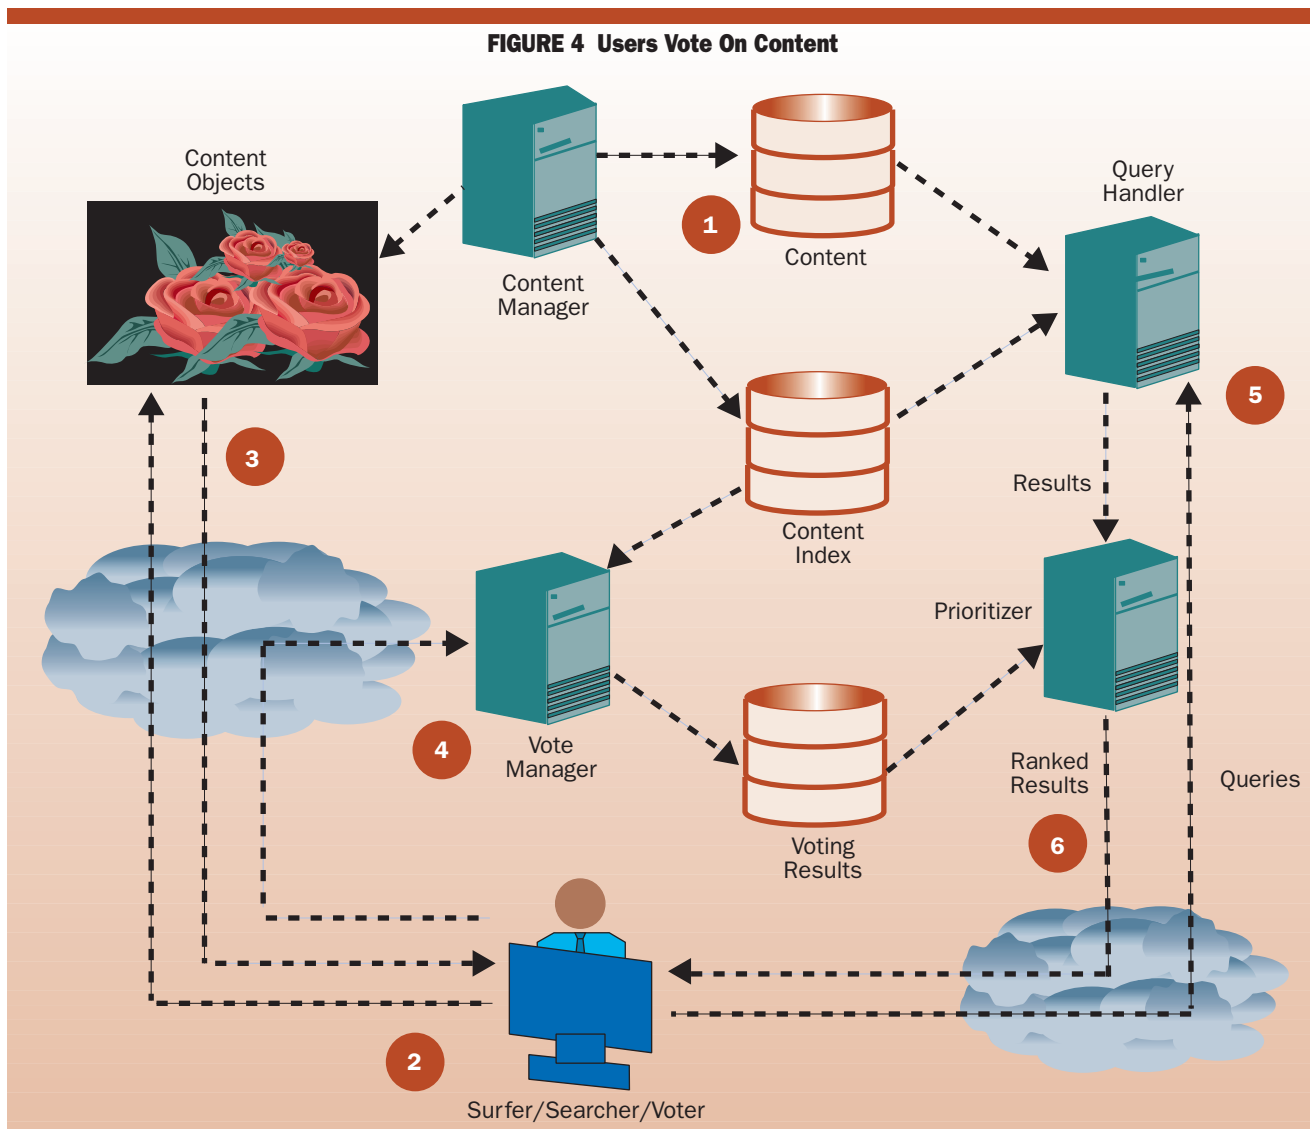 FIGURE 4 Users Vote On Content
Content
Objects
Content
Manager
1
Content
Query
Handler
5
3
Content
Index
Results
Prioritizer
4
Vote
Manager
Voting
Results
Ranked
Results
6
Queries
2
Surfer/Searcher/Voter